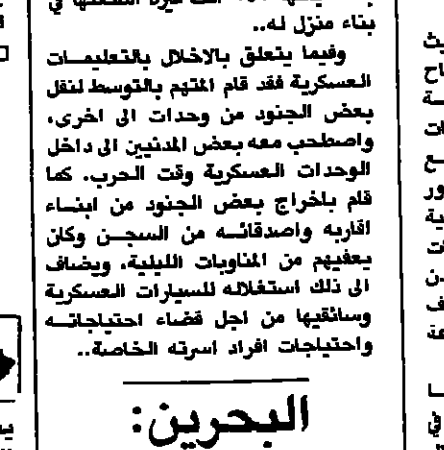 بناء منزل له..
وفيما يتعلق بالاخلال بالتعليمات
العسكرية فقد قام المتهم بالتوسط لنقل
بعض الجنود من وحدات الى اخرى،
واصطحب معه بعض المدنيين الى داخل
الوحدات العسكرية وقت الحرب. كما
قام باخراج بعض الجنود من ابناء
اقاربه واصدقائه من السجن وكان
يعفيهم من المناوبات الليلية، ويضاف
الى ذلك استغلاله للسيارات العسكرية
وسائقيها من اجل قضاء احتياجاته
واحتياجات افراد اسرته الخاصة..
البحرين: